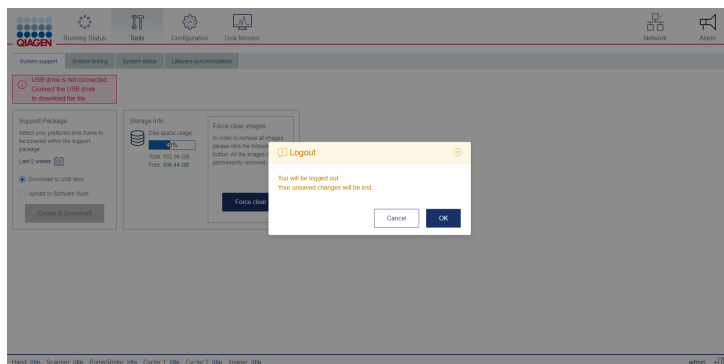 QIAGEN
Running Status
Tools
Configuration
Disk Monitor
Network
Alarm
System support
System testing
System status
Labware synchronization
USB drive is not connected.
Connect the USB drive
to download the file.
Support Package
Select your preferred time frame to
be covered within the support
package.
Last 2 weeks
Download to USB stick
Upload to Software Suite
Create & Download
Storage Info
Disk space usage
Total: 952.96 GB
Free: 506.44 GB
Force clear images
In order to remove all images,
please click the following
button. All the images
permanently removed.
Force clear
Logout
You will be logged out.
Your unsaved changes will be lost.
Cancel
OK
Hand: Idle Scanner: Idle Prime/Roller: Idle Cycler 1: Idle Cycler 2: Idle Imager: Idle
admin